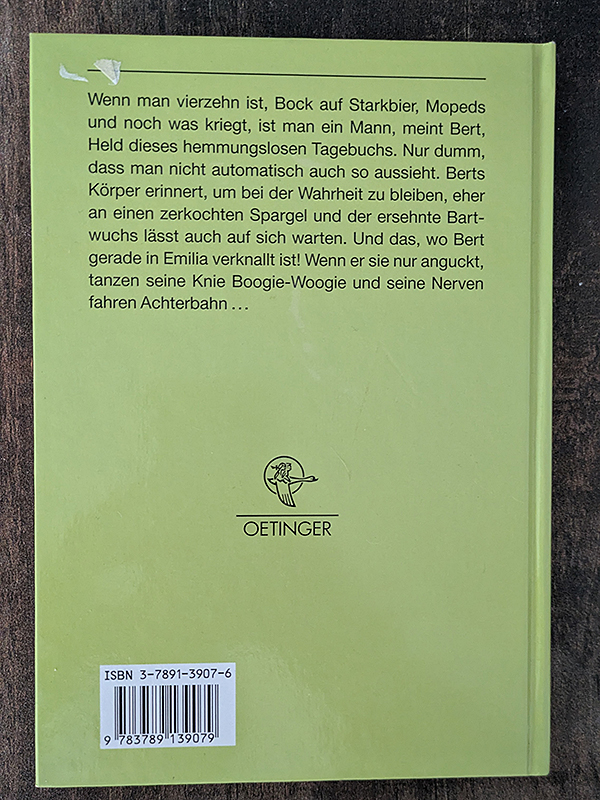 Wenn man vierzehn ist, Bock auf Starkbier, Mopeds
und noch was kriegt, ist man ein Mann, meint Bert,
Held dieses hemmungslosen Tagebuchs. Nur dumm,
dass man nicht automatisch auch so aussieht. Berts
Körper erinnert, um bei der Wahrheit zu bleiben, eher
an einen zerkochten Spargel und der ersehnte Bart-
wuchs lässt auch auf sich warten. Und das, wo Bert
gerade in Emilia verknallt ist! Wenn er sie nur anguckt,
tanzen seine Knie Boogie-Woogie und seine Nerven
fahren Achterbahn ...
OETINGER
ISBN 3-7891-3907-6
9 783789 139079